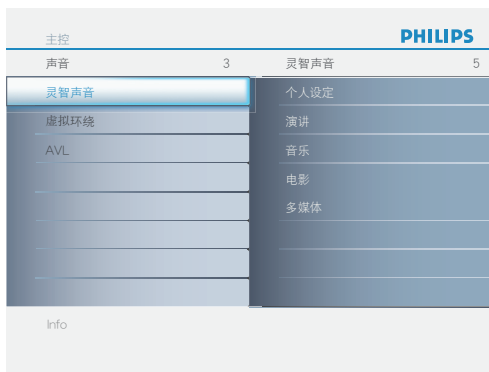 主控
PHILIPS
声音 3
灵智声音 5
灵智声音
虚拟环绕
AVL
个人设定
演讲
音乐
电影
多媒体
Info